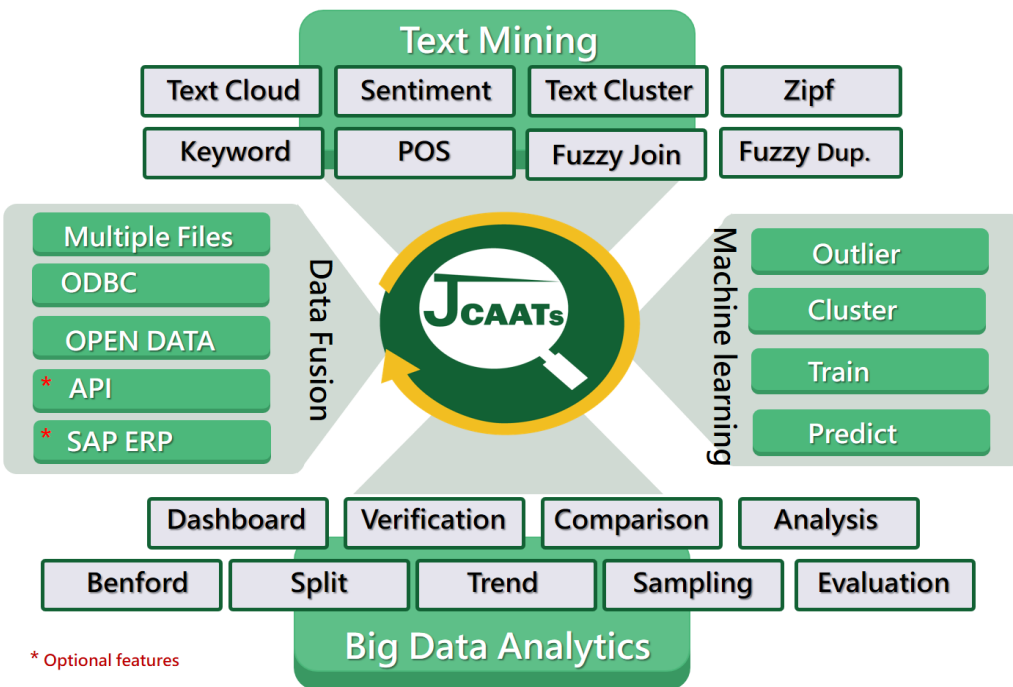 Text Mining
Text Cloud
Sentiment
Text Cluster
Zipf
Keyword
POS
Fuzzy Join
Fuzzy Dup.
Multiple Files
ODBC
OPEN DATA
* API
* SAP ERP
Data Fusion
JCAATs
Machine learning
Outlier
Cluster
Train
Predict
Dashboard
Verification
Comparison
Analysis
Benford
Split
Trend
Sampling
Evaluation
Big Data Analytics
* Optional features